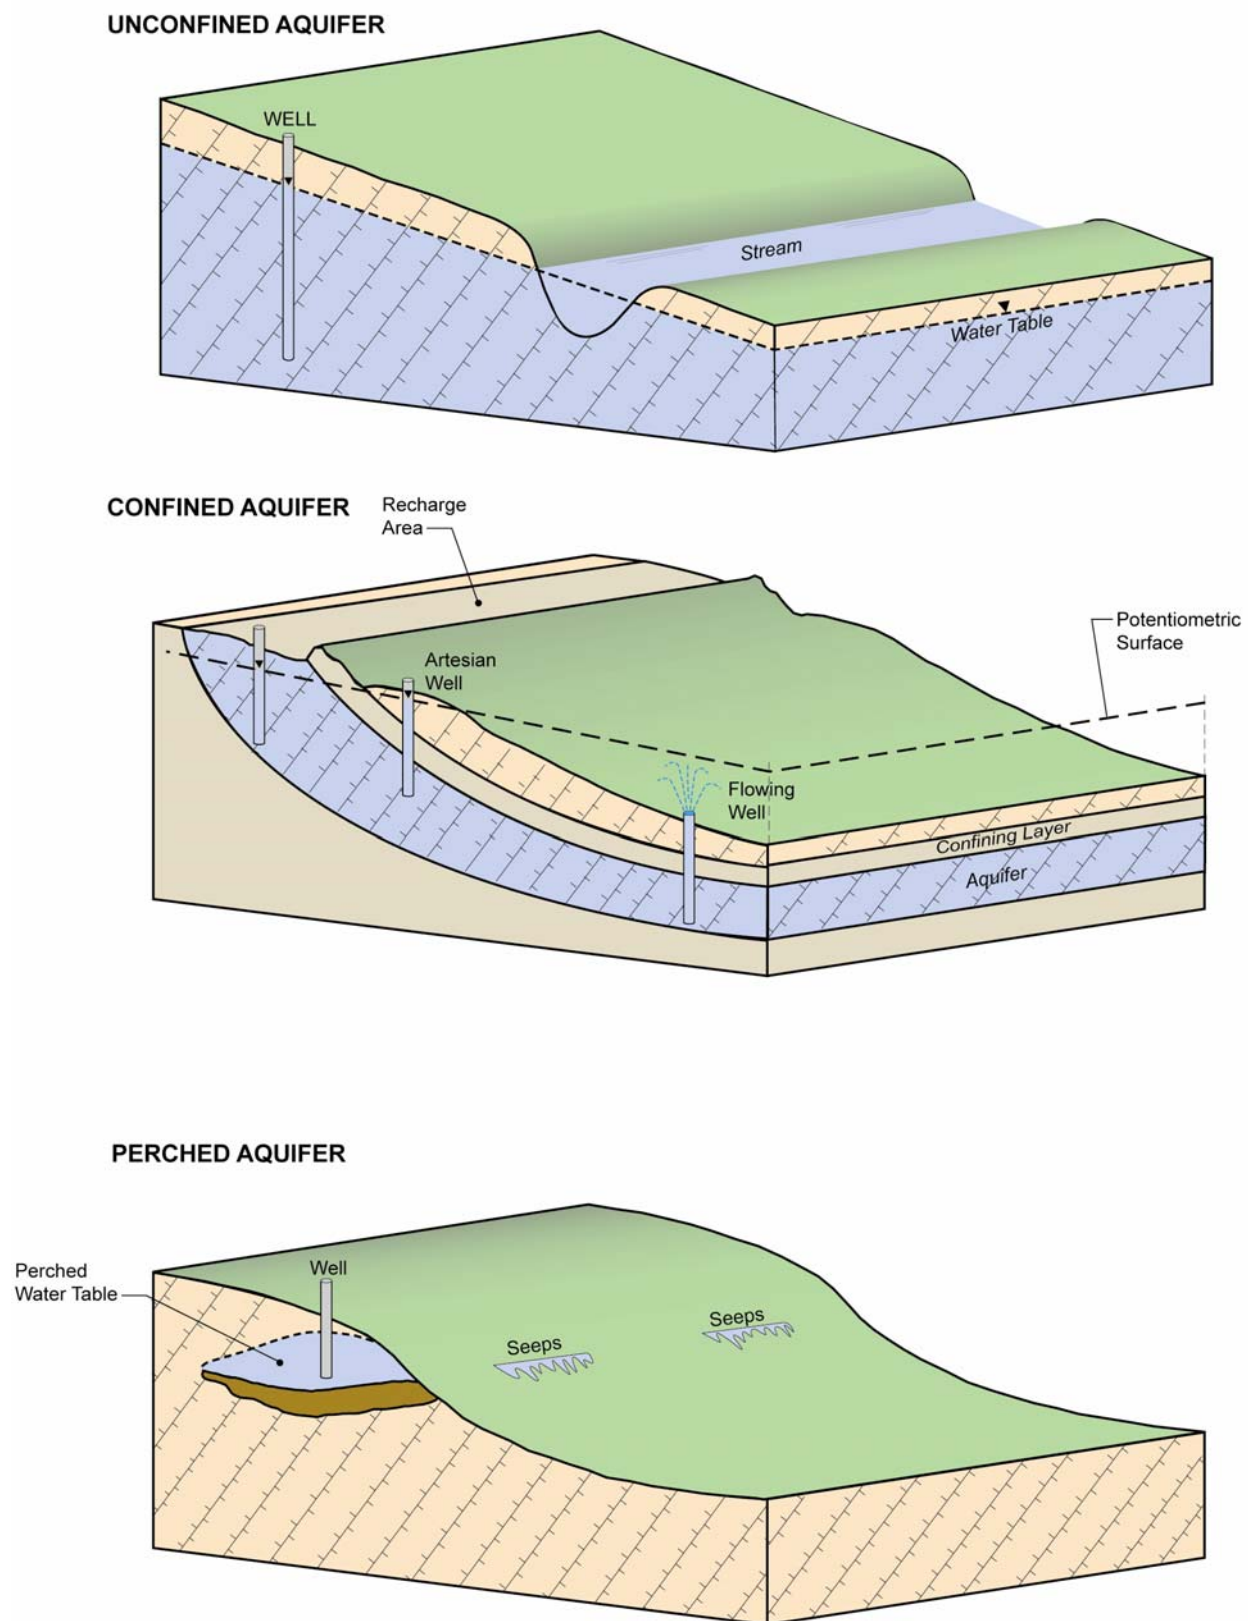 UNCONFINED AQUIFER
WELL
Stream
Water Table
CONFINED AQUIFER
Recharge
Area
Potentiometric
Surface
Artesian
Well
Flowing
Well
Confining Layer
Aquifer
PERCHED AQUIFER
Perched
Water Table
Well
Seeps
Seeps